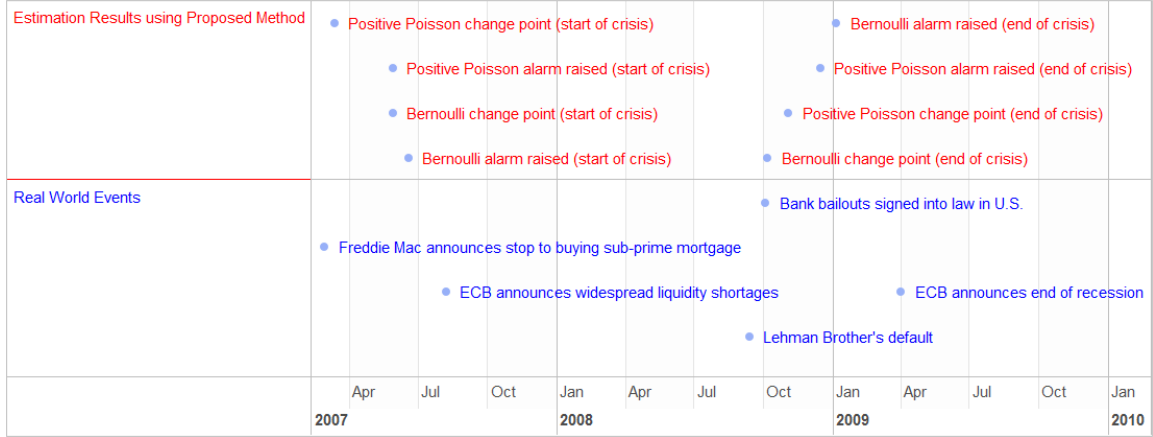 Estimation Results using Proposed Method
Positive Poisson change point (start of crisis)
Bernoulli alarm raised (end of crisis)
Positive Poisson alarm raised (start of crisis)
Positive Poisson alarm raised (end of crisis)
Bernoulli change point (start of crisis)
Positive Poisson change point (end of crisis)
Bernoulli alarm raised (start of crisis)
Bernoulli change point (end of crisis)
Real World Events
Bank bailouts signed into law in U.S.
Freddie Mac announces stop to buying sub-prime mortgage
ECB announces widespread liquidity shortages
ECB announces end of recession
Lehman Brother's default
Apr Jul Oct Jan Apr Jul Oct Jan Apr Jul Oct Jan
2007 2008 2009 2010